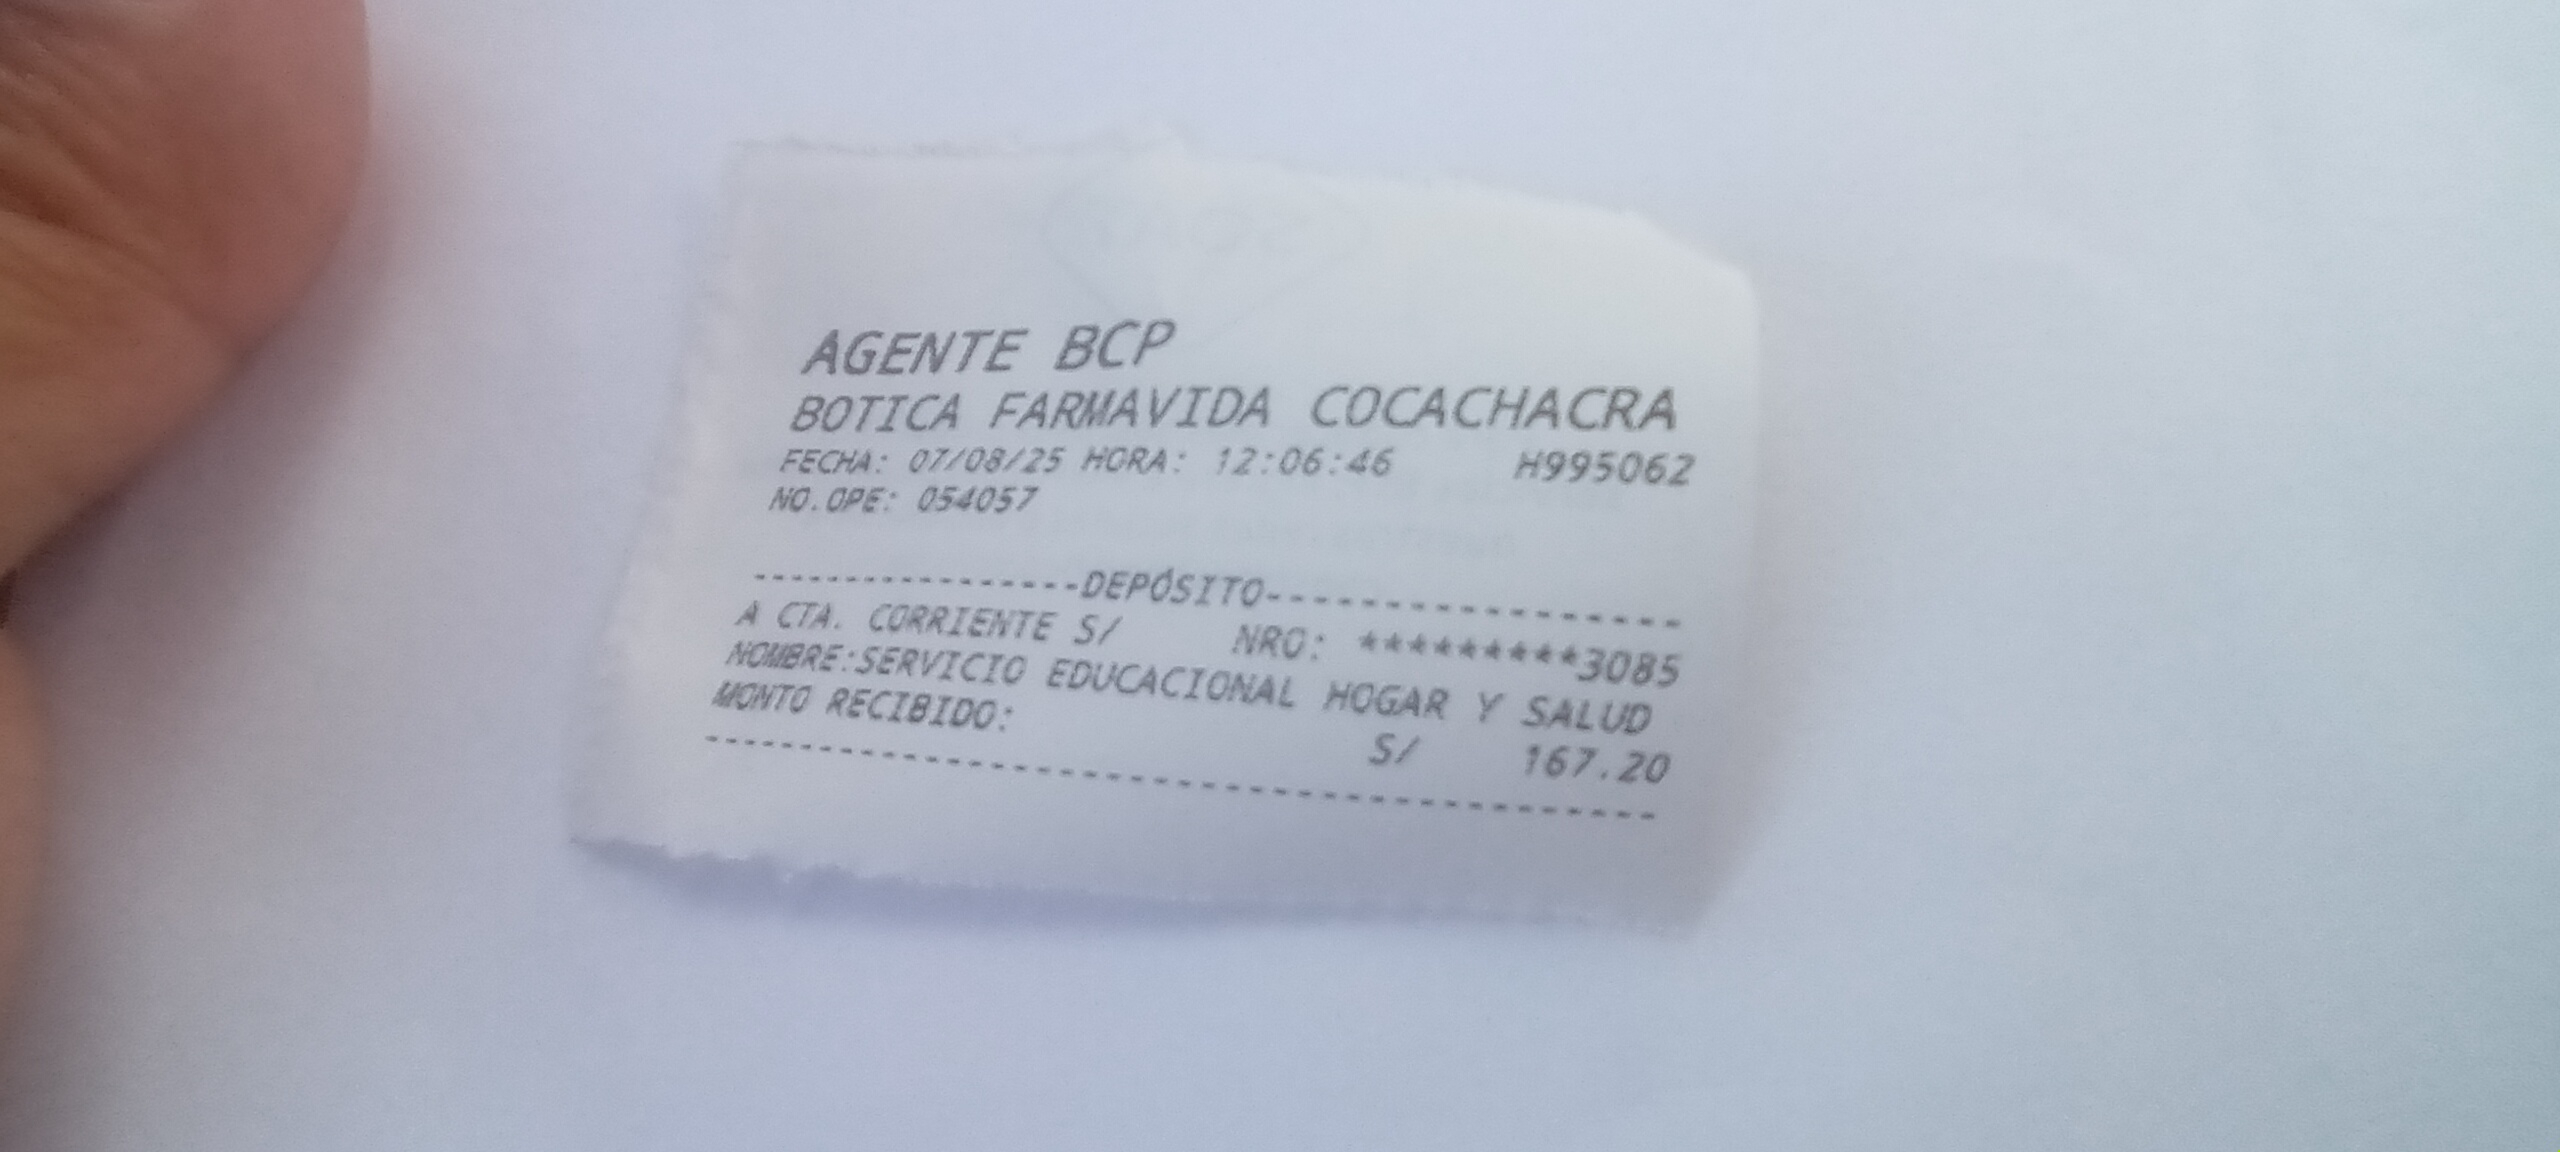 AGENTE BCP
BOTICA FARMAVIDA COCACHACRA
FECHA: 07/08/25 HORA: 12:06:46 H995062
NO.OPE: 054057
-----------------DEPÓSITO------------------
A CTA. CORRIENTE S/ NRO: *********3085
NOMBRE:SERVICIO EDUCACIONAL HOGAR Y SALUD
MONTO RECIBIDO: S/ 167.20